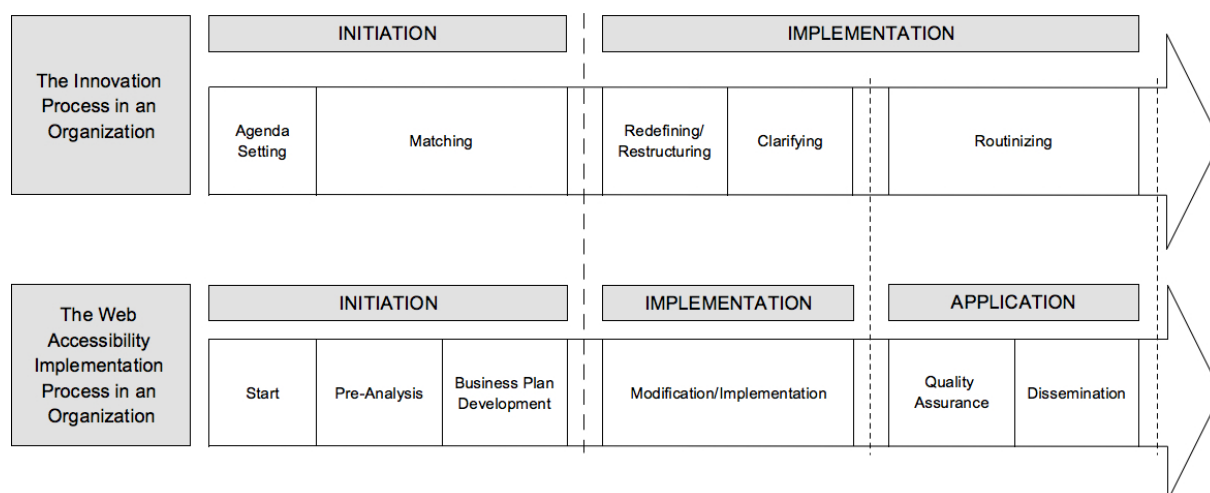 INITIATION
IMPLEMENTATION
The Innovation
Process in an
Organization
Agenda
Setting
Matching
Redefining/
Restructuring
Clarifying
Routinizing
INITIATION
IMPLEMENTATION
APPLICATION
The Web
Accessibility
Implementation
Process in an
Organization
Start
Pre-Analysis
Business Plan
Development
Modification/Implementation
Quality
Assurance
Dissemination